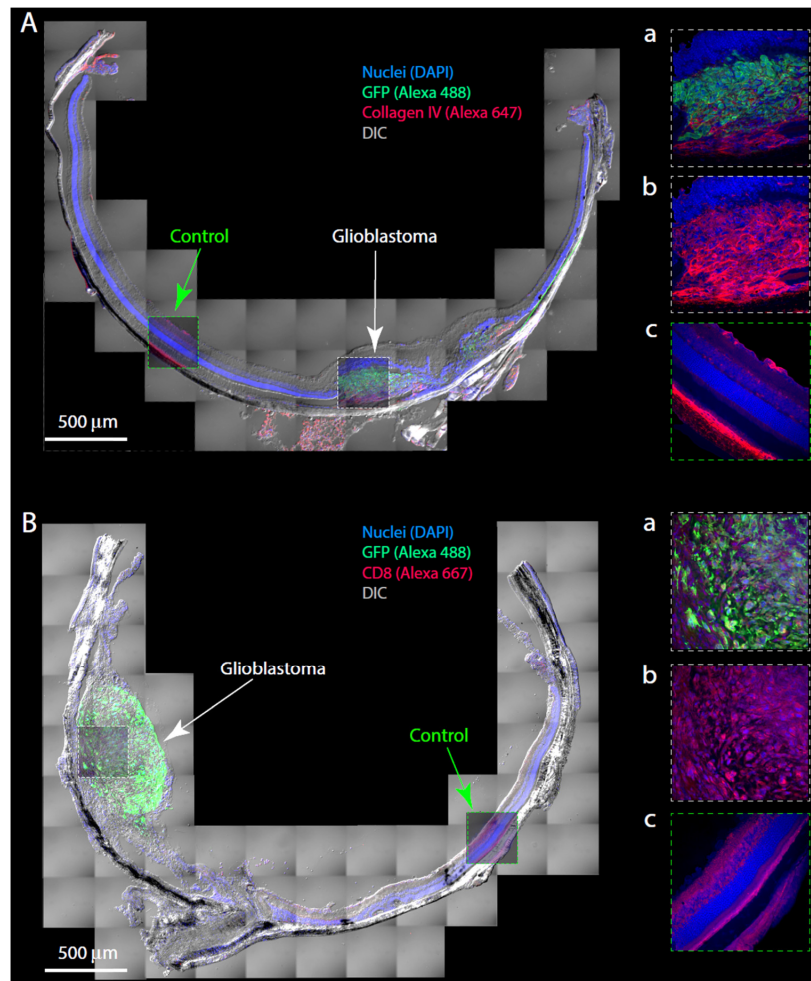 A
Nuclei (DAPI)
GFP (Alexa 488)
Collagen IV (Alexa 647)
DIC
Control
Glioblastoma
500 µm
a
b
c
B
Nuclei (DAPI)
GFP (Alexa 488)
CD8 (Alexa 667)
DIC
Glioblastoma
Control
500 µm
a
b
c